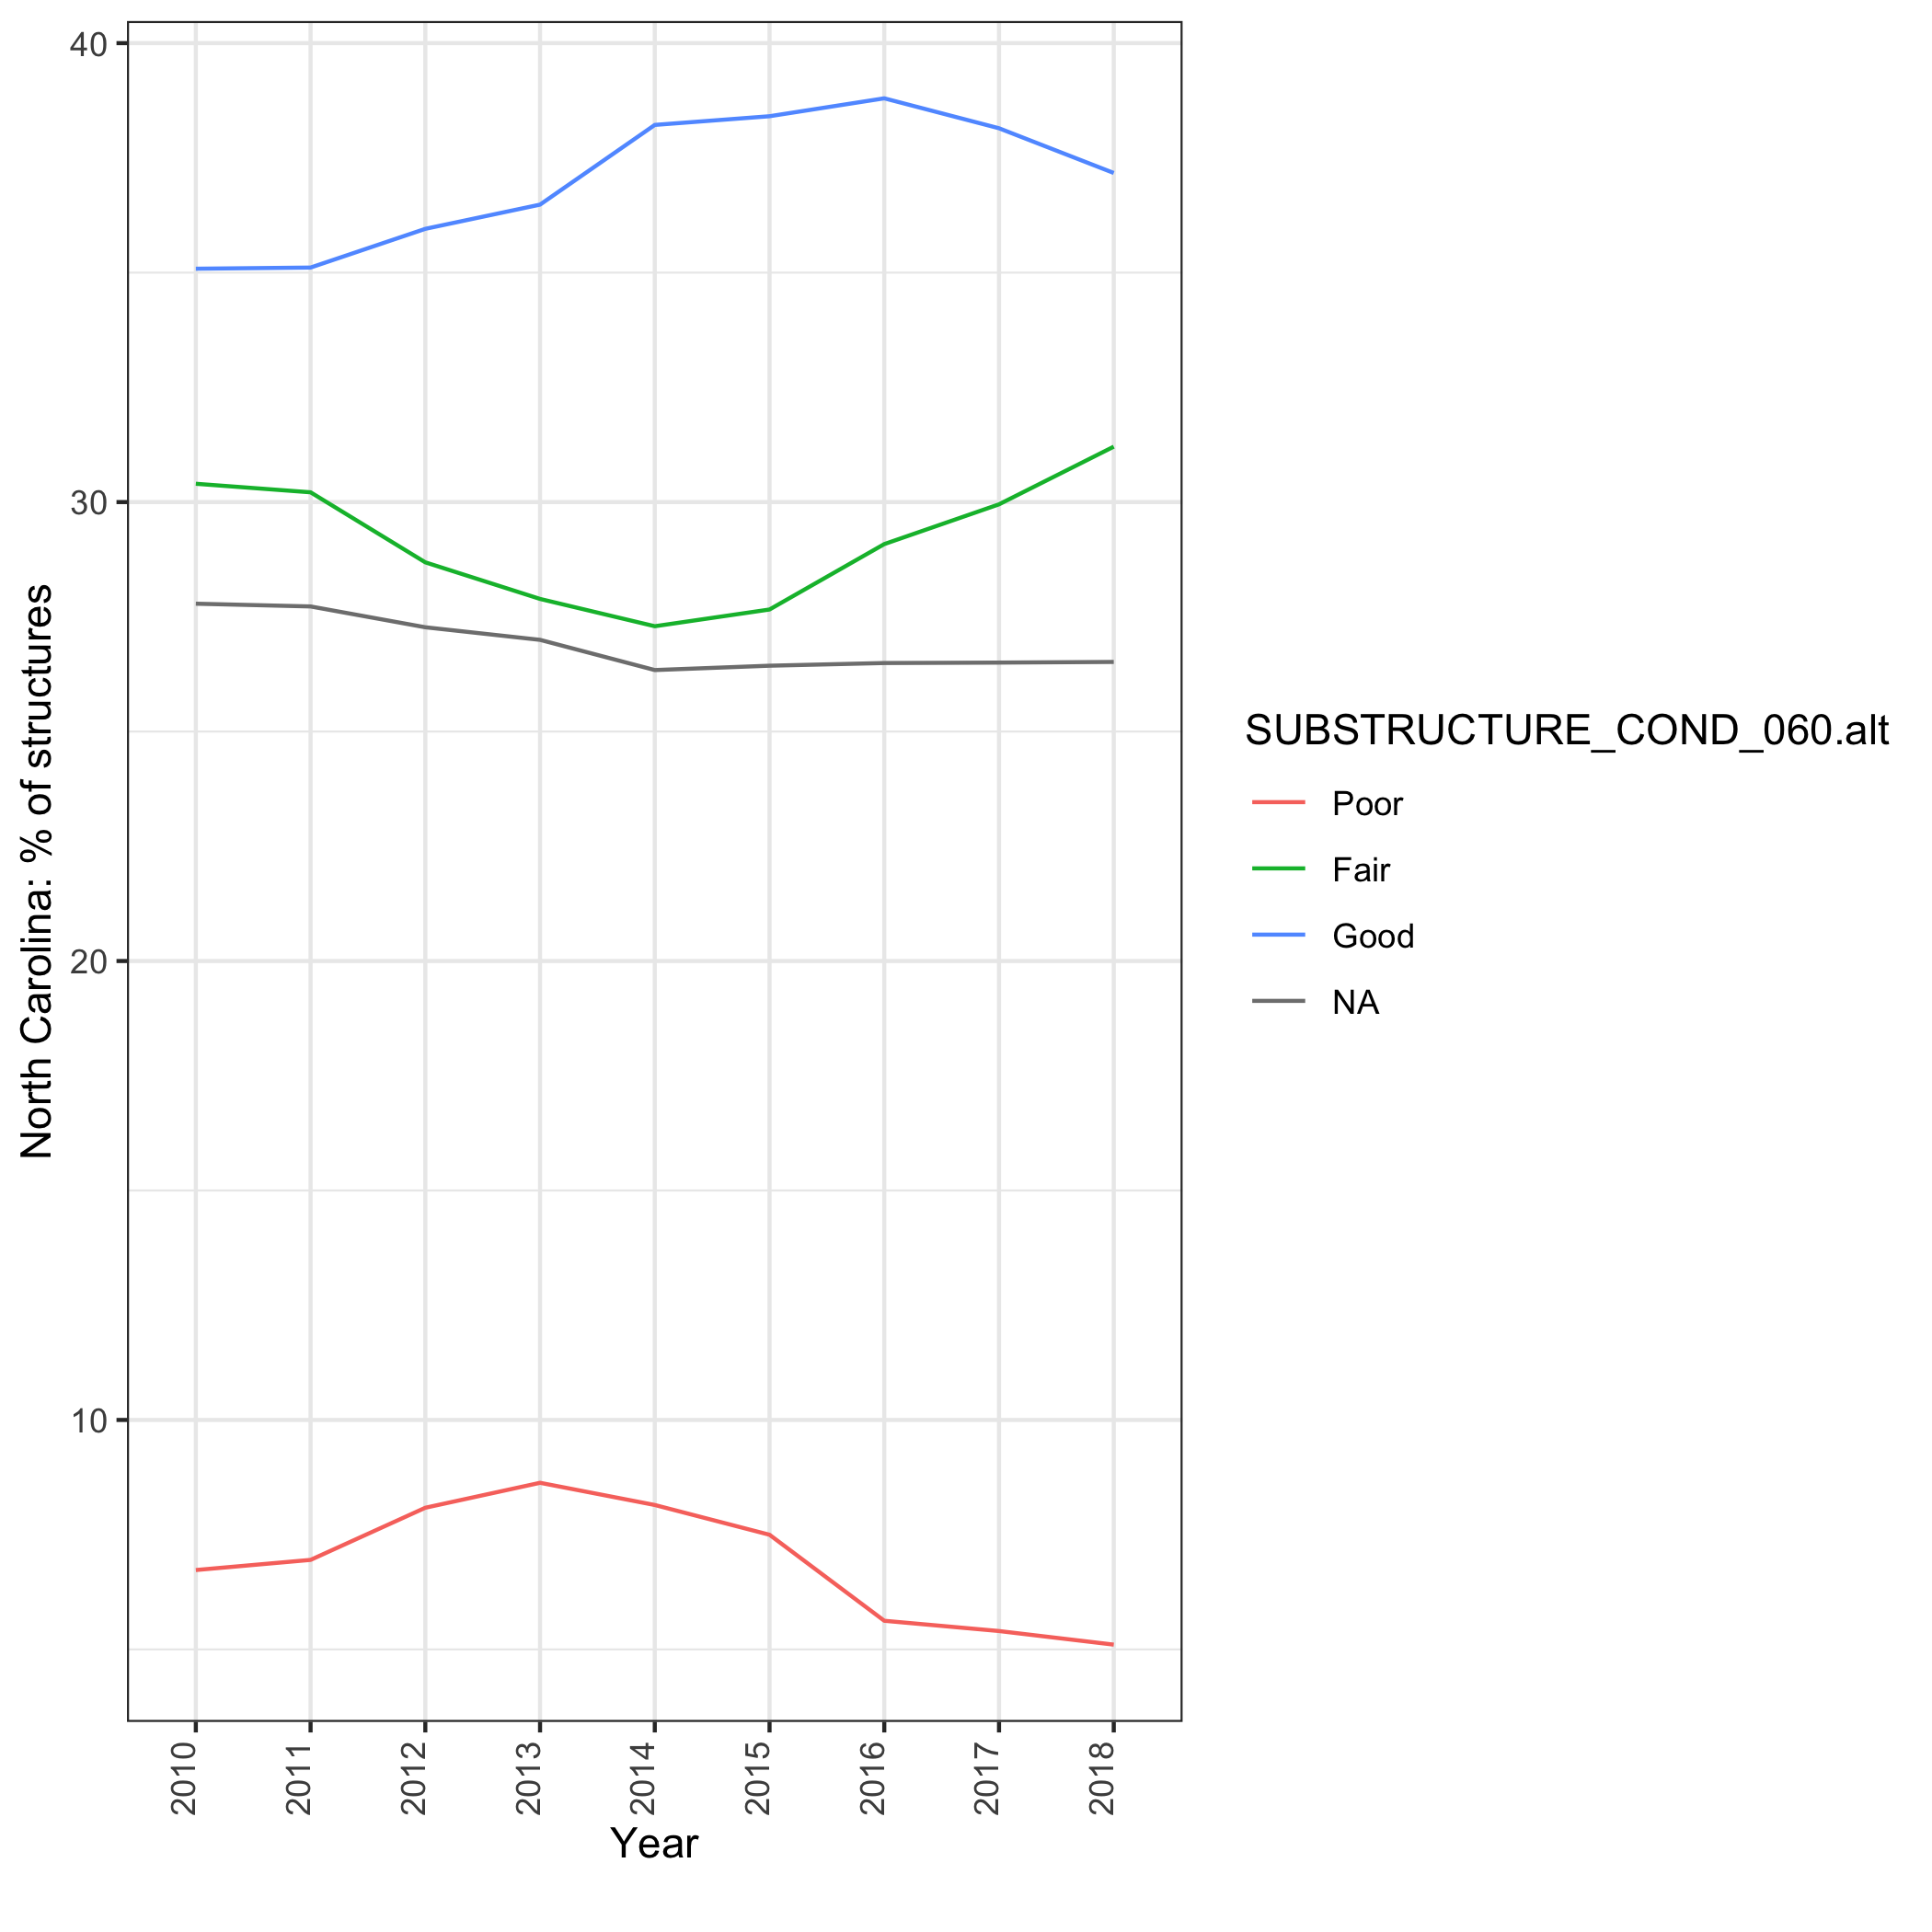 North Carolina: % of structures
40
30
20
10
2010
2011
2012
2013
2014
2015
2016
2017
2018
Year
SUBSTRUCTURE_COND_060.alt
Poor
Fair
Good
NA